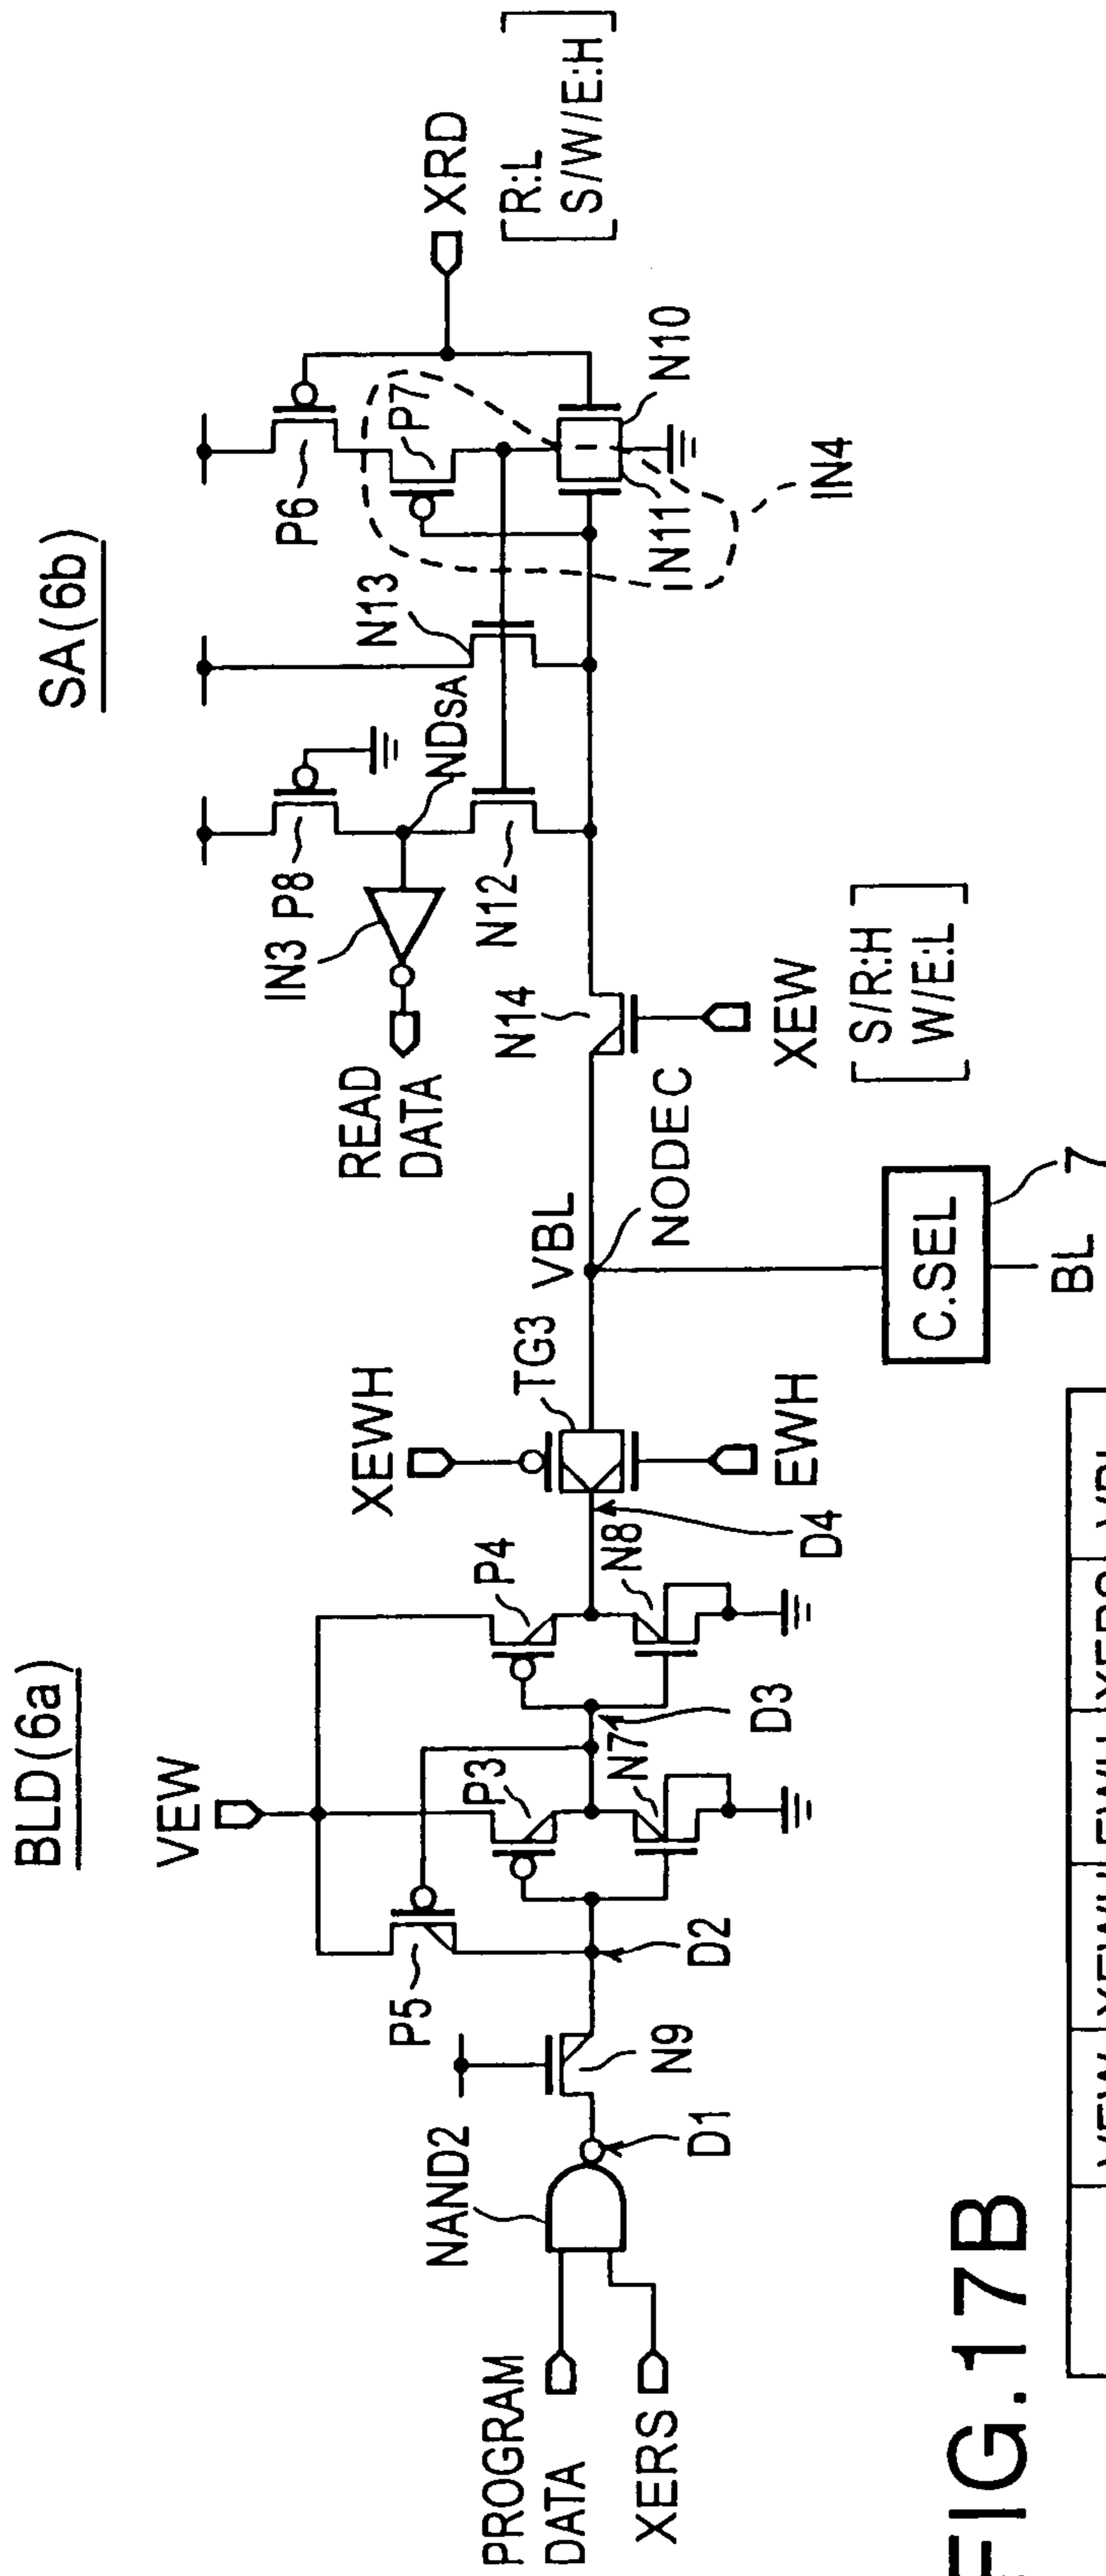 BLD(6a)
SA(6b)
VEW
P5
P3
P4
N7
N8
D3
D4
D2
D1
N9
NAND2
PROGRAM
DATA
XERS
XEWH
TG3
EWH
VBL
NODEC
C.SEL
7
BL
XEW
[S/R:H
W/E:L]
N14
READ
DATA
IN3
P8
NDSA
N12
N13
P6
P7
N11
N10
IN4
XRD
[R:L
S/W/E:H]
FIG.17B